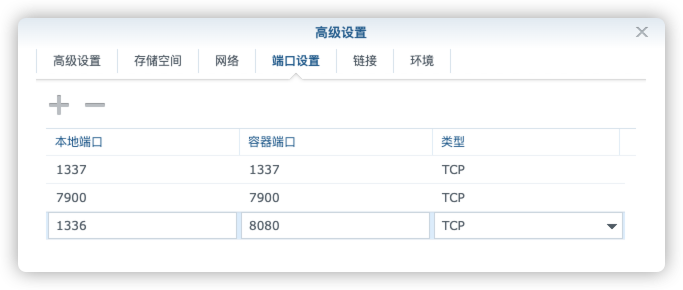 高级设置
高级设置 存储空间 网络 端口设置 链接 环境
本地端口 容器端口 类型
1337 1337 TCP
7900 7900 TCP
1336 8080 TCP